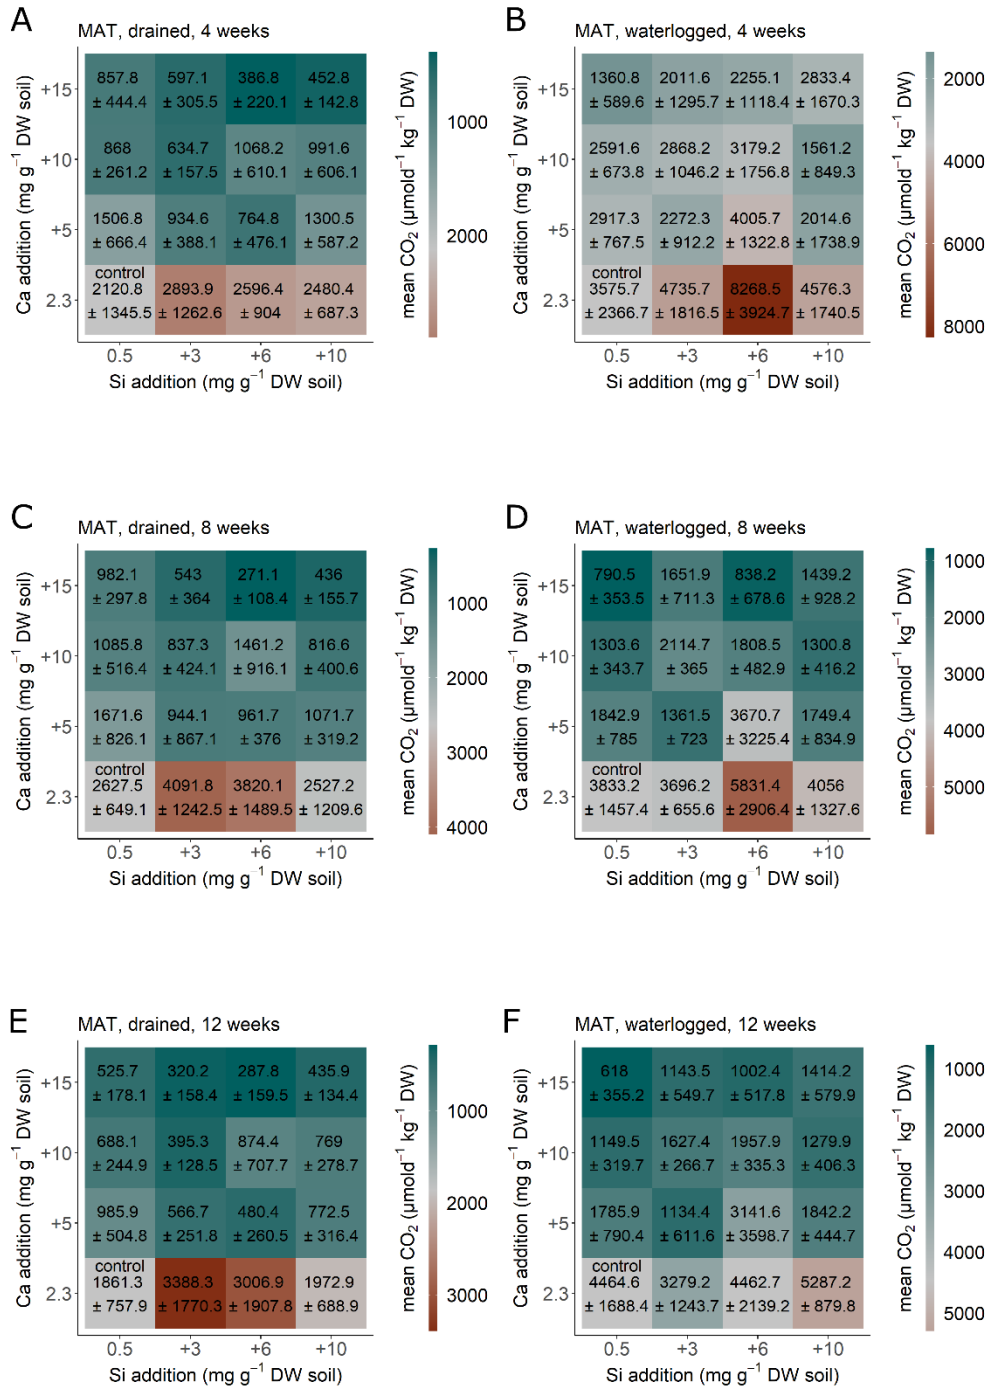 A
MAT, drained, 4 weeks
Ca addition (mg g⁻¹ DW soil)
+15
857.8 597.1 386.8 452.8
± 444.4 ± 305.5 ± 220.1 ± 142.8
+10
868 634.7 1068.2 991.6
± 261.2 ± 157.5 ± 610.1 ± 606.1
+5
1506.8 934.6 764.8 1300.5
± 666.4 ± 388.1 ± 476.1 ± 587.2
2.3
control
2120.8 2893.9 2596.4 2480.4
± 1345.5 ± 1262.6 ± 904 ± 687.3
0.5 +3 +6 +10
Si addition (mg g⁻¹ DW soil)
mean CO₂ (µmold⁻¹ kg⁻¹ DW)
1000
2000
B
MAT, waterlogged, 4 weeks
Ca addition (mg g⁻¹ DW soil)
+15
1360.8 2011.6 2255.1 2833.4
± 589.6 ± 1295.7 ± 1118.4 ± 1670.3
+10
2591.6 2868.2 3179.2 1561.2
± 673.8 ± 1046.2 ± 1756.8 ± 849.3
+5
2917.3 2272.3 4005.7 2014.6
± 767.5 ± 912.2 ± 1322.8 ± 1738.9
2.3
control
3575.7 4735.7 8268.5 4576.3
± 2366.7 ± 1816.5 ± 3924.7 ± 1740.5
0.5 +3 +6 +10
Si addition (mg g⁻¹ DW soil)
mean CO₂ (µmold⁻¹ kg⁻¹ DW)
2000
4000
6000
8000
C
MAT, drained, 8 weeks
Ca addition (mg g⁻¹ DW soil)
+15
982.1 543 271.1 436
± 297.8 ± 364 ± 108.4 ± 155.7
+10
1085.8 837.3 1461.2 816.6
± 516.4 ± 424.1 ± 916.1 ± 400.6
+5
1671.6 944.1 961.7 1071.7
± 826.1 ± 867.1 ± 376 ± 319.2
2.3
control
2627.5 4091.8 3820.1 2527.2
± 649.1 ± 1242.5 ± 1489.5 ± 1209.6
0.5 +3 +6 +10
Si addition (mg g⁻¹ DW soil)
mean CO₂ (µmold⁻¹ kg⁻¹ DW)
1000
2000
3000
4000
D
MAT, waterlogged, 8 weeks
Ca addition (mg g⁻¹ DW soil)
+15
790.5 1651.9 838.2 1439.2
± 353.5 ± 711.3 ± 678.6 ± 928.2
+10
1303.6 2114.7 1808.5 1300.8
± 343.7 ± 365 ± 482.9 ± 416.2
+5
1842.9 1361.5 3670.7 1749.4
± 785 ± 723 ± 3225.4 ± 834.9
2.3
control
3833.2 3696.2 5831.4 4056
± 1457.4 ± 655.6 ± 2906.4 ± 1327.6
0.5 +3 +6 +10
Si addition (mg g⁻¹ DW soil)
mean CO₂ (µmold⁻¹ kg⁻¹ DW)
1000
2000
3000
4000
5000
E
MAT, drained, 12 weeks
Ca addition (mg g⁻¹ DW soil)
+15
525.7 320.2 287.8 435.9
± 178.1 ± 158.4 ± 159.5 ± 134.4
+10
688.1 395.3 874.4 769
± 244.9 ± 128.5 ± 707.7 ± 278.7
+5
985.9 566.7 480.4 772.5
± 504.8 ± 251.8 ± 260.5 ± 316.4
2.3
control
1861.3 3388.3 3006.9 1972.9
± 757.9 ± 1770.3 ± 1907.8 ± 688.9
0.5 +3 +6 +10
Si addition (mg g⁻¹ DW soil)
mean CO₂ (µmold⁻¹ kg⁻¹ DW)
1000
2000
3000
F
MAT, waterlogged, 12 weeks
Ca addition (mg g⁻¹ DW soil)
+15
618 1143.5 1002.4 1414.2
± 355.2 ± 549.7 ± 517.8 ± 579.9
+10
1149.5 1627.4 1957.9 1279.9
± 319.7 ± 266.7 ± 335.3 ± 406.3
+5
1785.9 1134.4 3141.6 1842.2
± 790.4 ± 611.6 ± 3598.7 ± 444.7
2.3
control
4464.6 3279.2 4462.7 5287.2
± 1688.4 ± 1243.7 ± 2139.2 ± 879.8
0.5 +3 +6 +10
Si addition (mg g⁻¹ DW soil)
mean CO₂ (µmold⁻¹ kg⁻¹ DW)
1000
2000
3000
4000
5000